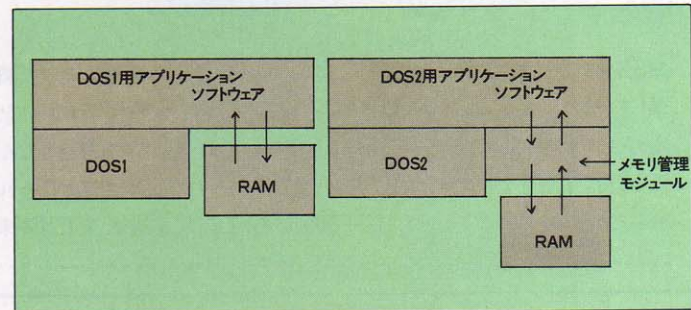 DOS1用アプリケーション
ソフトウェア
DOS1
RAM
DOS2用アプリケーション
ソフトウェア
DOS2
メモリ管理
モジュール
RAM